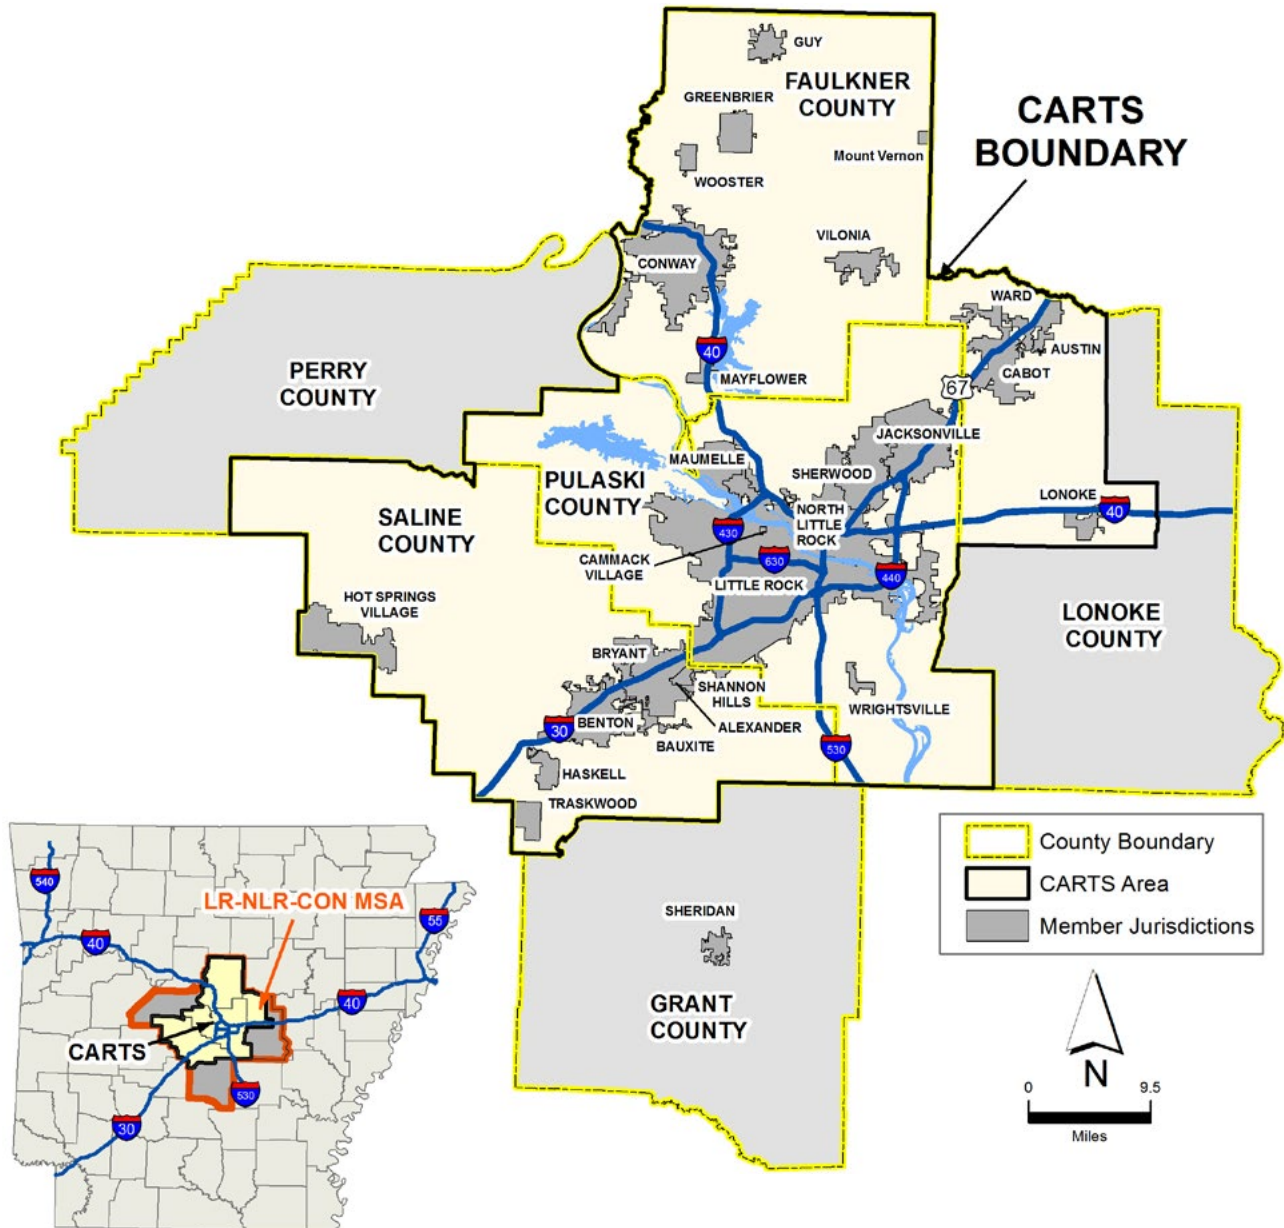 GUY
FAULKNER
COUNTY
GREENBRIER
CARTS
BOUNDARY
Mount Vernon
WOOSTER
VILONIA
CONWAY
WARD
40
AUSTIN
MAYFLOWER
CABOT
PERRY
COUNTY
67
JACKSONVILLE
MAUMELLE
SHERWOOD
PULASKI
COUNTY
LONOKE
40
SALINE
COUNTY
NORTH
LITTLE
ROCK
430
CAMMACK
VILLAGE
630
440
LITTLE ROCK
HOT SPRINGS
VILLAGE
LONOKE
COUNTY
BRYANT
SHANNON
HILLS
WRIGHTSVILLE
BENTON
ALEXANDER
30
BAUXITE
530
HASKELL
TRASKWOOD
SHERIDAN
GRANT
COUNTY
County Boundary
CARTS Area
Member Jurisdictions
N
0 9.5
Miles
540
LR-NLR-CON MSA
55
40
40
CARTS
530
30